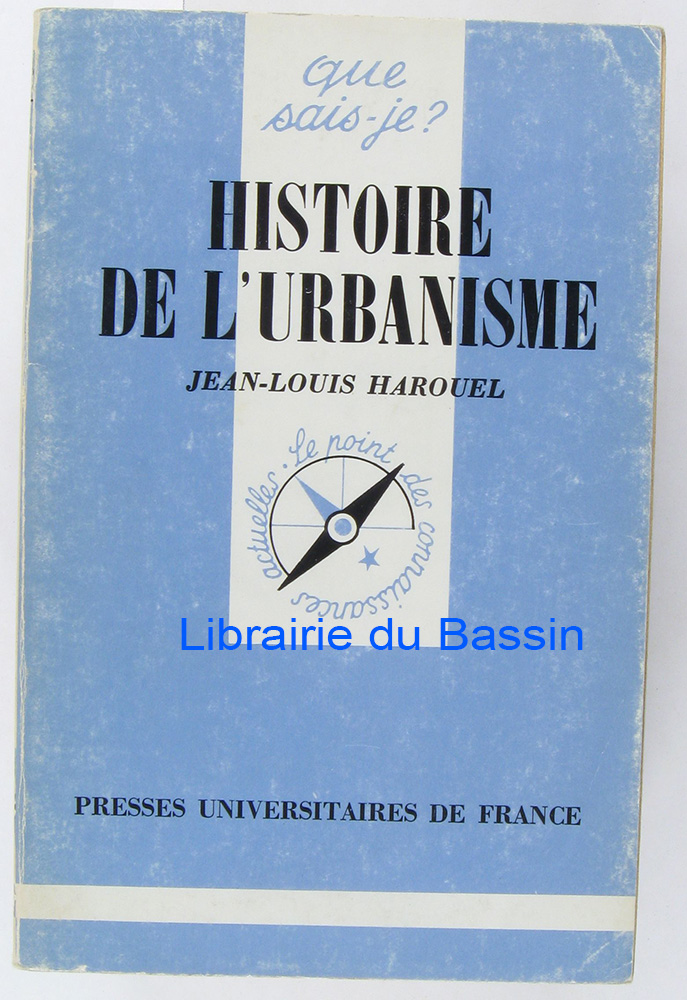 que
sais-je?
HISTOIRE
DE L'URBANISME
JEAN-LOUIS HAROUEL
Le point des connaissances actuelles.
Librairie du Bassin
PRESSES UNIVERSITAIRES DE FRANCE